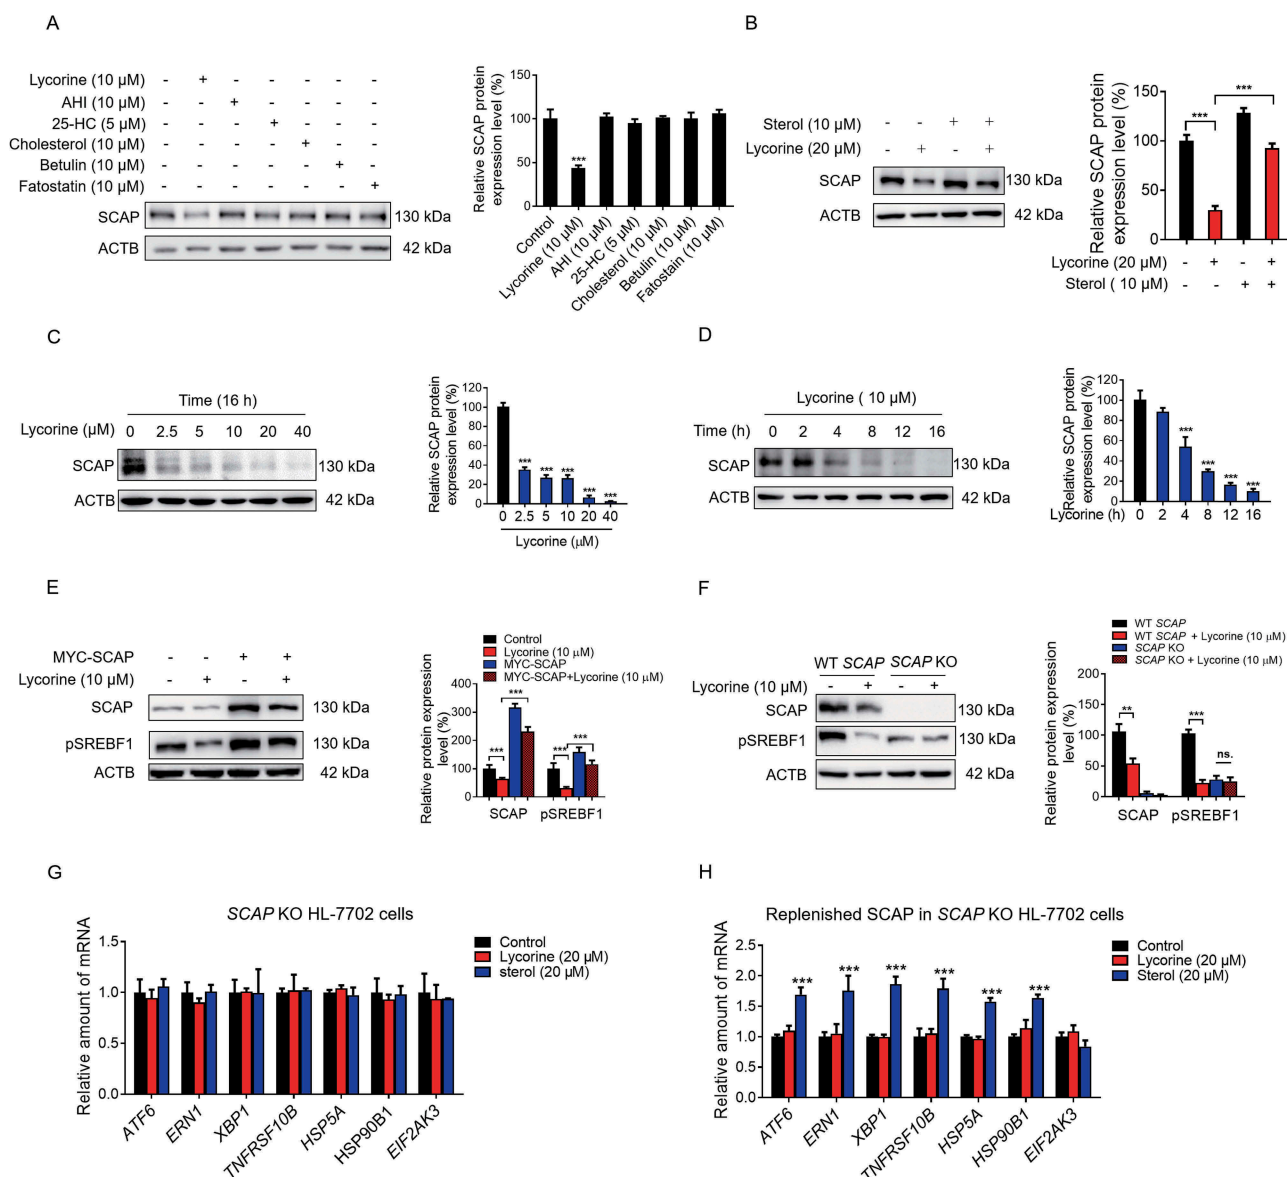 A
Lycorine (10 μM) - + - - - - -
AHI (10 μM) - - + - - - -
25-HC (5 μM) - - - + - - -
Cholesterol (10 μM) - - - - + - -
Betulin (10 μM) - - - - - + -
Fatostatin (10 μM) - - - - - - +
SCAP 130 kDa
ACTB 42 kDa
Relative SCAP protein
expression level (%)
150
100
50
0
***
Control
Lycorine (10 μM)
AHI (10 μM)
25-HC (5 μM)
Cholesterol (10 μM)
Betulin (10 μM)
Fatostain (10 μM)
B
Sterol (10 μM) - - + +
Lycorine (20 μM) - + - +
SCAP 130 kDa
ACTB 42 kDa
Relative SCAP protein
expression level (%)
150
100
50
0
***
***
Lycorine (20 μM) - + - +
Sterol ( 10 μM) - - + +
C
Time (16 h)
Lycorine (μM) 0 2.5 5 10 20 40
SCAP 130 kDa
ACTB 42 kDa
Relative SCAP protein
expression level (%)
120
100
80
60
40
20
0
*** *** *** *** ***
0 2.5 5 10 20 40
Lycorine (μM)
D
Lycorine ( 10 μM)
Time (h) 0 2 4 8 12 16
SCAP 130 kDa
ACTB 42 kDa
Relative SCAP protein
expression level (%)
120
100
80
60
40
20
0
*** *** *** ***
Lycorine (h) 0 2 4 8 12 16
E
MYC-SCAP - - + +
Lycorine (10 μM) - + - +
SCAP 130 kDa
pSREBF1 130 kDa
ACTB 42 kDa
Control
Lycorine (10 μM)
MYC-SCAP
MYC-SCAP+Lycorine (10 μM)
Relative protein expression
level (%)
400
300
200
100
0
*** *** *** ***
SCAP pSREBF1
F
WT SCAP SCAP KO
Lycorine (10 μM) - + - +
SCAP 130 kDa
pSREBF1 130 kDa
ACTB 42 kDa
WT SCAP
WT SCAP + Lycorine (10 μM)
SCAP KO
SCAP KO + Lycorine (10 μM)
Relative protein expression
level (%)
150
100
50
0
** *** ns.
SCAP pSREBF1
G
SCAP KO HL-7702 cells
Control
Lycorine (20 μM)
sterol (20 μM)
Relative amount of mRNA
1.5
1.0
0.5
0.0
ATF6
ERN1
XBP1
TNFRSF10B
HSP5A
HSP90B1
EIF2AK3
H
Replenished SCAP in SCAP KO HL-7702 cells
Control
Lycorine (20 μM)
Sterol (20 μM)
Relative amount of mRNA
2.5
2.0
1.5
1.0
0.5
0.0
*** *** *** *** *** ***
ATF6
ERN1
XBP1
TNFRSF10B
HSP5A
HSP90B1
EIF2AK3